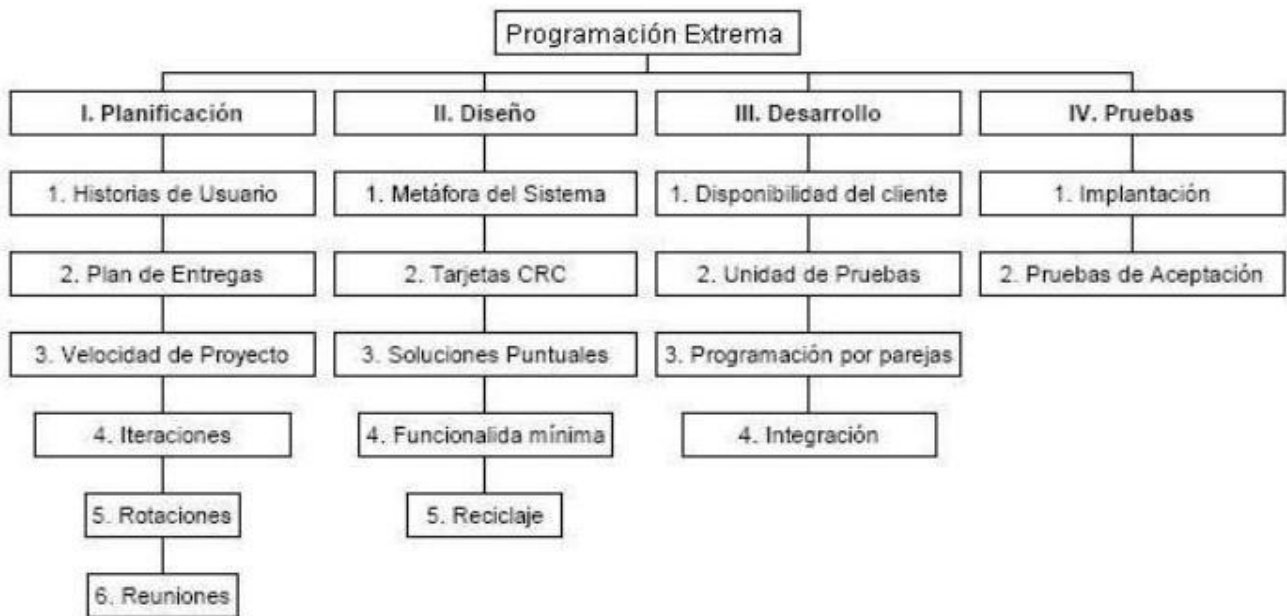 Programación Extrema
I. Planificación
1. Historias de Usuario
2. Plan de Entregas
3. Velocidad de Proyecto
4. Iteraciones
5. Rotaciones
6. Reuniones
II. Diseño
1. Metáfora del Sistema
2. Tarjetas CRC
3. Soluciones Puntuales
4. Funcionalida mínima
5. Reciclaje
III. Desarrollo
1. Disponibilidad del cliente
2. Unidad de Pruebas
3. Programación por parejas
4. Integración
IV. Pruebas
1. Implantación
2. Pruebas de Aceptación